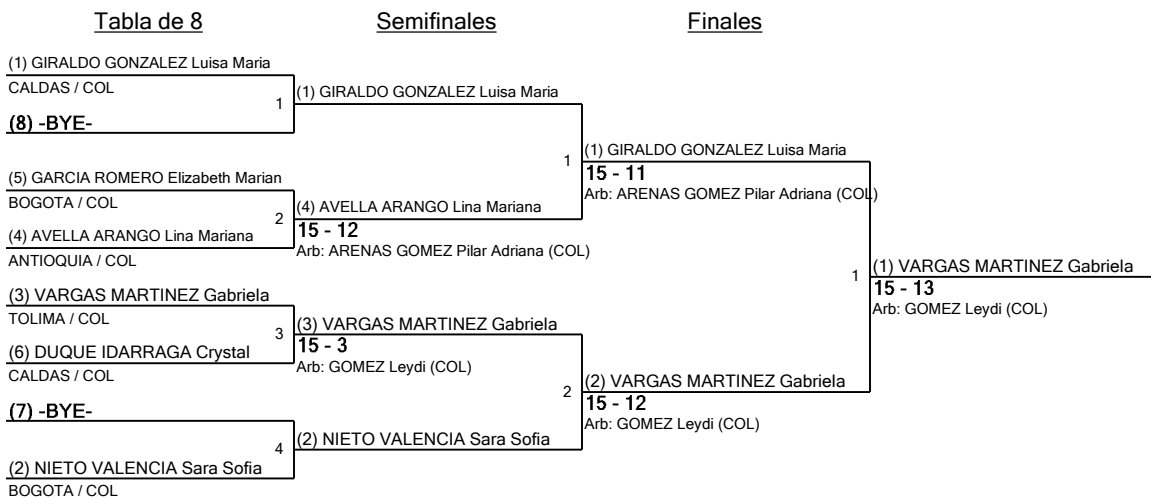 Tabla de 8
Semifinales
Finales
(1) GIRALDO GONZALEZ Luisa Maria
CALDAS / COL
1
(8) -BYE-
(5) GARCIA ROMERO Elizabeth Marian
BOGOTA / COL
2
(4) AVELLA ARANGO Lina Mariana
ANTIOQUIA / COL
(3) VARGAS MARTINEZ Gabriela
TOLIMA / COL
3
(6) DUQUE IDARRAGA Crystal
CALDAS / COL
(7) -BYE-
4
(2) NIETO VALENCIA Sara Sofia
BOGOTA / COL
(1) GIRALDO GONZALEZ Luisa Maria
1
(4) AVELLA ARANGO Lina Mariana
15 - 12
Arb: ARENAS GOMEZ Pilar Adriana (COL)
(3) VARGAS MARTINEZ Gabriela
15 - 3
Arb: GOMEZ Leydi (COL)
2
(2) NIETO VALENCIA Sara Sofia
(1) GIRALDO GONZALEZ Luisa Maria
15 - 11
Arb: ARENAS GOMEZ Pilar Adriana (COL)
1
(2) VARGAS MARTINEZ Gabriela
15 - 12
Arb: GOMEZ Leydi (COL)
(1) VARGAS MARTINEZ Gabriela
15 - 13
Arb: GOMEZ Leydi (COL)